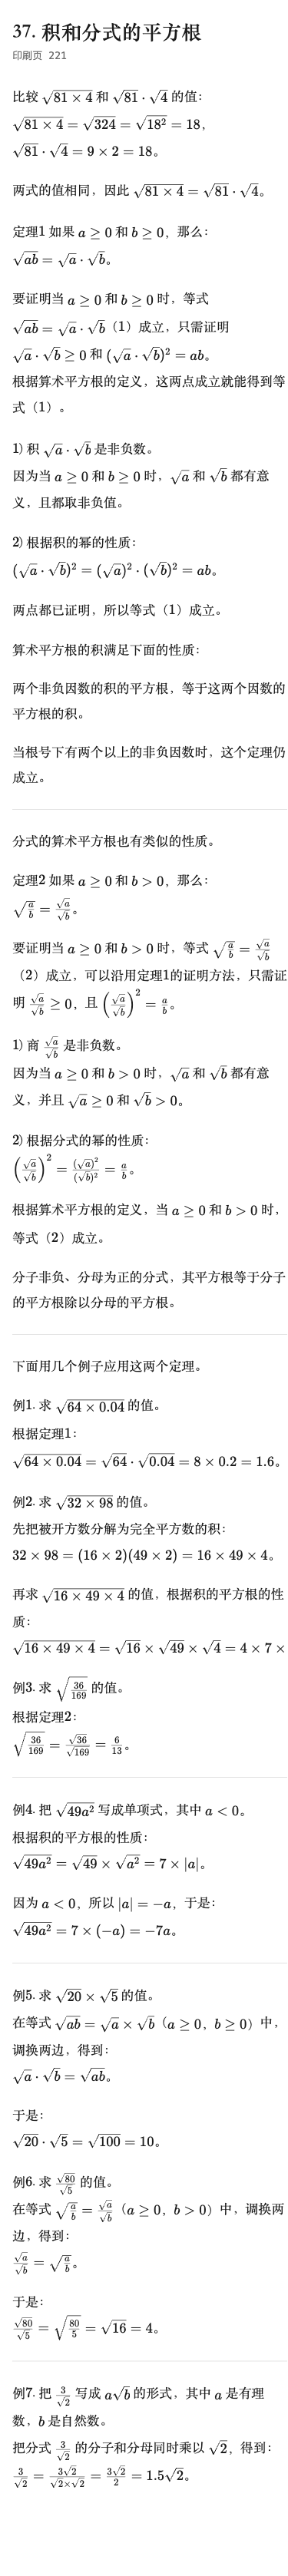 37. 积和分式的平方根
印刷页 221
比较 √(81 × 4) 和 √81 · √4 的值：
√(81 × 4) = √324 = √(18²) = 18，
√81 · √4 = 9 × 2 = 18。
两式的值相同，因此 √(81 × 4) = √81 · √4。
定理1 如果 a ≥ 0 和 b ≥ 0，那么：
√(ab) = √a · √b。
要证明当 a ≥ 0 和 b ≥ 0 时，等式
√(ab) = √a · √b（1）成立，只需证明
√a · √b ≥ 0 和 (√a · √b)² = ab。
根据算术平方根的定义，这两点成立就能得到等
式（1）。
1) 积 √a · √b 是非负数。
因为当 a ≥ 0 和 b ≥ 0 时，√a 和 √b 都有意
义，且都取非负值。
2) 根据积的幂的性质：
(√a · √b)² = (√a)² · (√b)² = ab。
两点都已证明，所以等式（1）成立。
算术平方根的积满足下面的性质：
两个非负因数的积的平方根，等于这两个因数的
平方根的积。
当根号下有两个以上的非负因数时，这个定理仍
成立。
分式的算术平方根也有类似的性质。
定理2 如果 a ≥ 0 和 b > 0，那么：
√(a/b) = √a/√b。
要证明当 a ≥ 0 和 b > 0 时，等式 √(a/b) = √a/√b
（2）成立，可以沿用定理1的证明方法，只需证
明 √a/√b ≥ 0，且 (√a/√b)² = a/b。
1) 商 √a/√b 是非负数。
因为当 a ≥ 0 和 b > 0 时，√a 和 √b 都有意
义，并且 √a ≥ 0 和 √b > 0。
2) 根据分式的幂的性质：
(√a/√b)² = (√a)²/(√b)² = a/b。
根据算术平方根的定义，当 a ≥ 0 和 b > 0 时，
等式（2）成立。
分子非负、分母为正的分式，其平方根等于分子
的平方根除以分母的平方根。
下面用几个例子应用这两个定理。
例1. 求 √(64 × 0.04) 的值。
根据定理1：
√(64 × 0.04) = √64 · √0.04 = 8 × 0.2 = 1.6。
例2. 求 √(32 × 98) 的值。
先把被开方数分解为完全平方数的积：
32 × 98 = (16 × 2)(49 × 2) = 16 × 49 × 4。
再求 √(16 × 49 × 4) 的值，根据积的平方根的性
质：
√(16 × 49 × 4) = √16 × √49 × √4 = 4 × 7 ×
例3. 求 √(36/169) 的值。
根据定理2：
√(36/169) = √36/√169 = 6/13。
例4. 把 √(49a²) 写成单项式，其中 a < 0。
根据积的平方根的性质：
√(49a²) = √49 × √(a²) = 7 × |a|。
因为 a < 0，所以 |a| = −a，于是：
√(49a²) = 7 × (−a) = −7a。
例5. 求 √20 × √5 的值。
在等式 √(ab) = √a × √b（a ≥ 0，b ≥ 0）中，
调换两边，得到：
√a · √b = √(ab)。
于是：
√20 · √5 = √100 = 10。
例6. 求 √80/√5 的值。
在等式 √(a/b) = √a/√b（a ≥ 0，b > 0）中，调换两
边，得到：
√a/√b = √(a/b)。
于是：
√80/√5 = √(80/5) = √16 = 4。
例7. 把 3/√2 写成 a√b 的形式，其中 a 是有理
数，b 是自然数。
把分式 3/√2 的分子和分母同时乘以 √2，得到：
3/√2 = 3√2/(√2×√2) = 3√2/2 = 1.5√2。